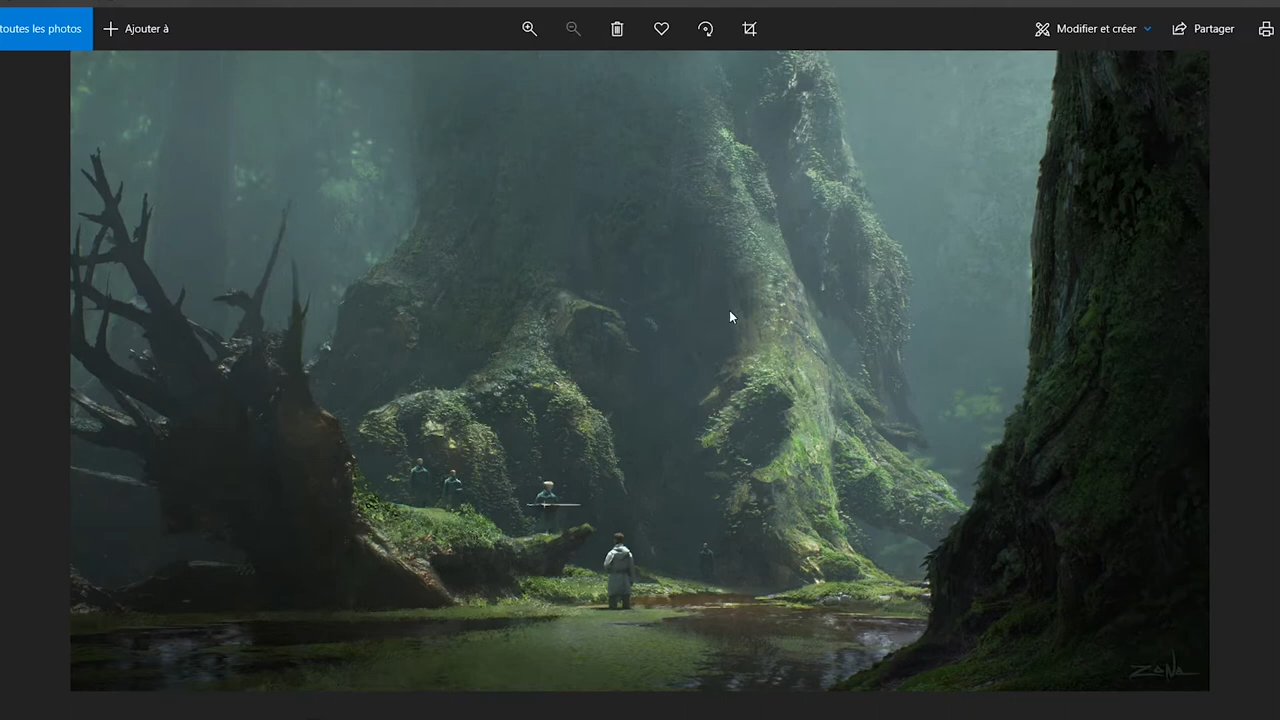 toutes les photos
Ajouter à
Modifier et créer
Partager